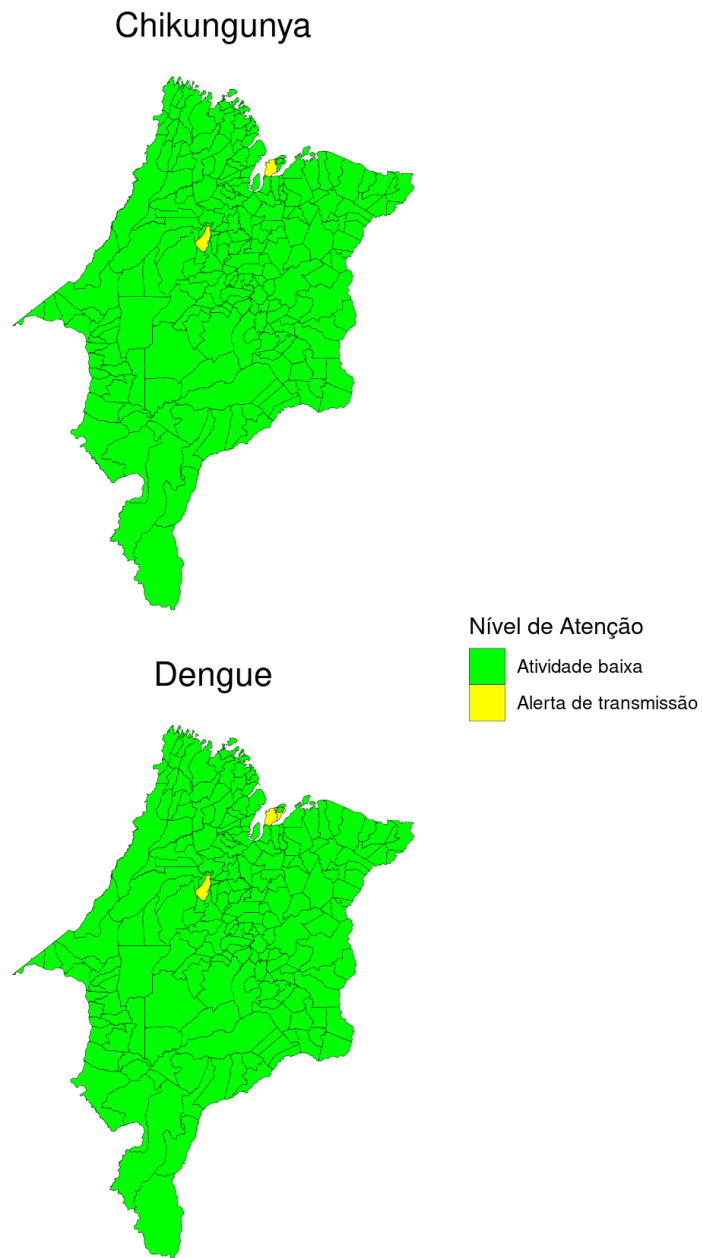 Chikungunya
Nível de Atenção
Atividade baixa
Alerta de transmissão
Dengue